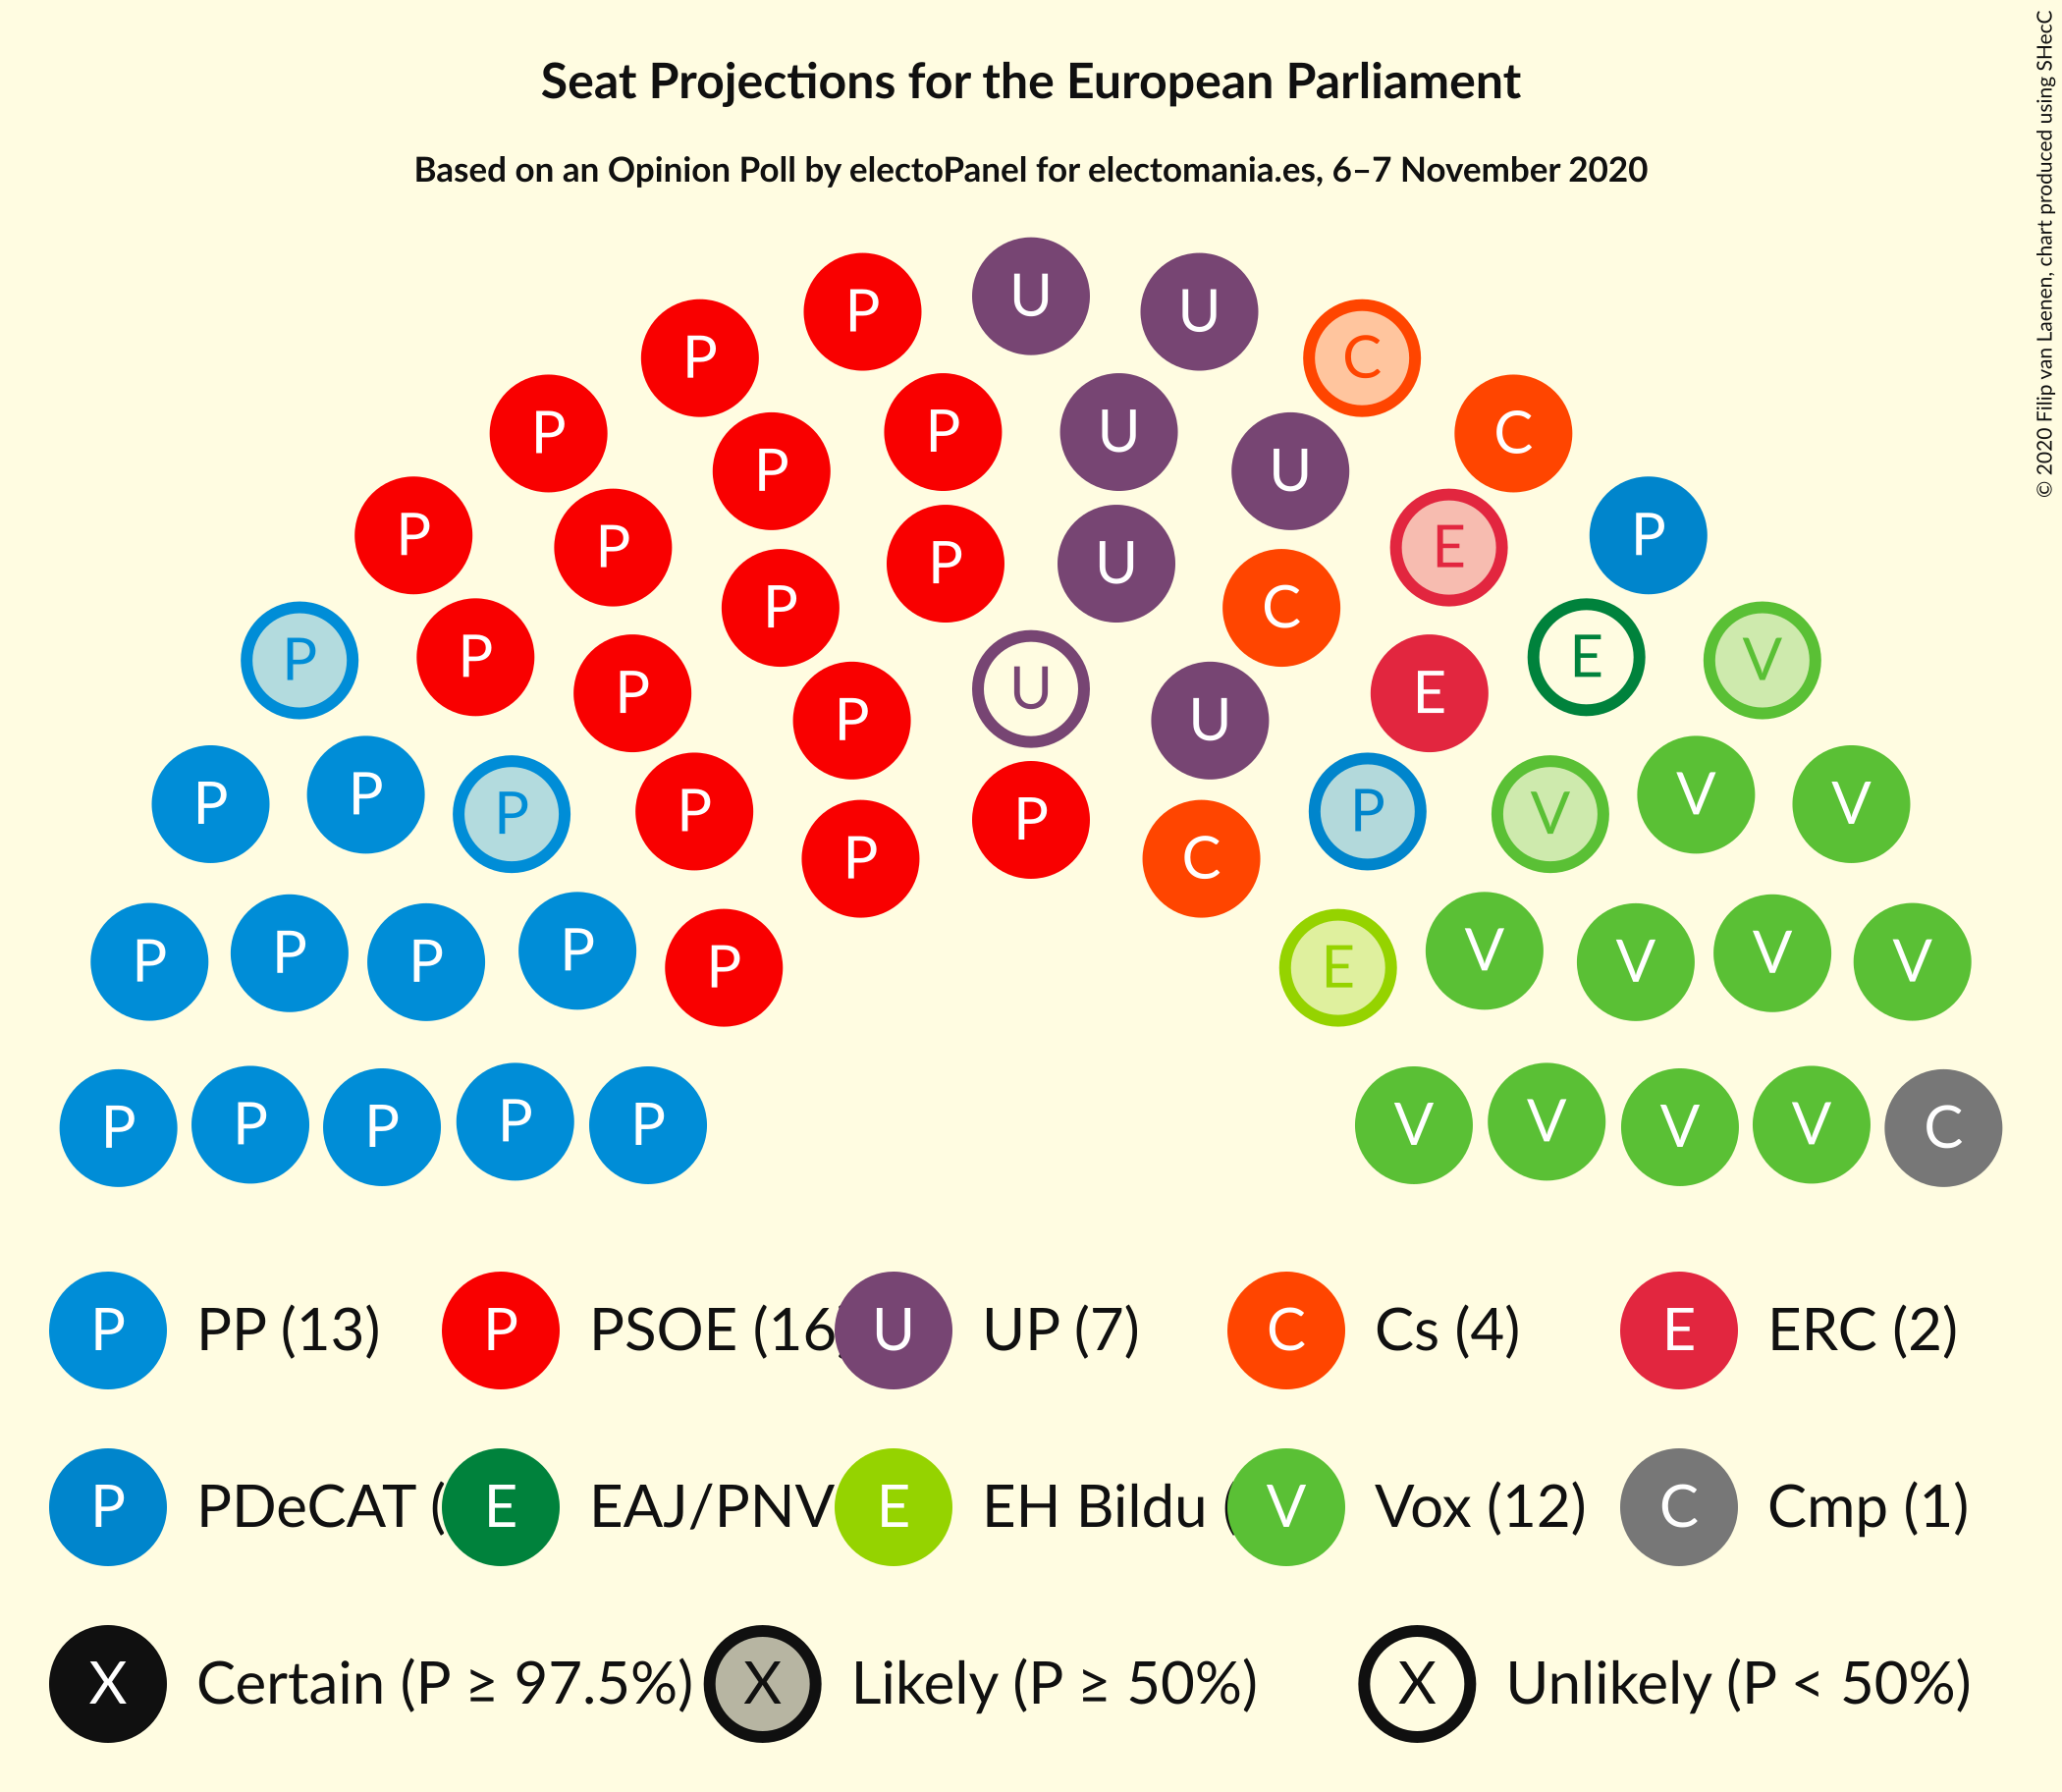 Seat Projections for the European Parliament
Based on an Opinion Poll by electoPanel for electomania.es, 6–7 November 2020
© 2020 Filip van Laenen, chart produced using SHecC
U
P U
P C
P P U C
P P U E P
P P U
P P C
P P U E E V
P P U
P P P P P P V V V
P P C
P P P P P E V V V V
P P P P P V V V V C
P PP (13) P PSOE (16 U UP (7) C Cs (4) E ERC (2)
P PDeCAT ( E EAJ/PNV E EH Bildu ( V Vox (12) C Cmp (1)
X Certain (P ≥ 97.5%) X Likely (P ≥ 50%) X Unlikely (P < 50%)